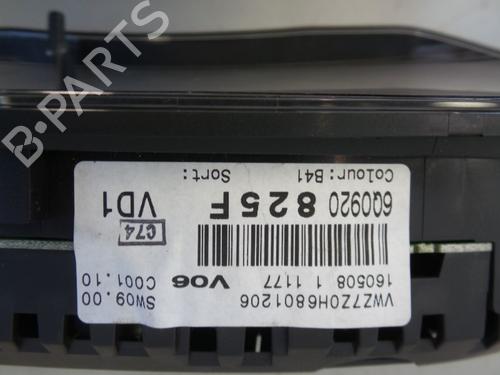 B-PARTS
Colour: B41
Sort:
6Q0920 825F
VD1
C74
160508 1 1177 V06
VWZ7Z0H6801206
SW09.00
C001.10